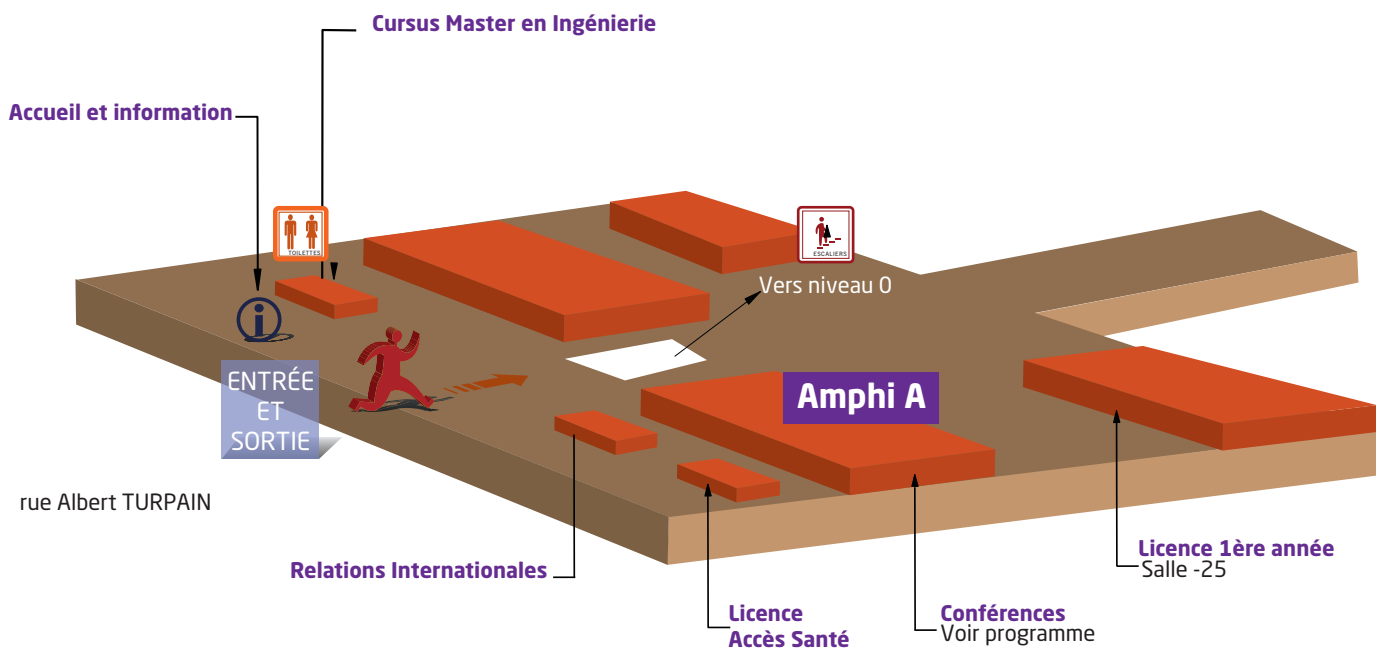 Cursus Master en Ingénierie
Accueil et information
TOILETTES
ESCALIERS
Vers niveau 0
i
ENTRÉE
ET
SORTIE
Amphi A
rue Albert TURPAIN
Relations Internationales
Licence
Accès Santé
Conférences
Voir programme
Licence 1ère année
Salle -25